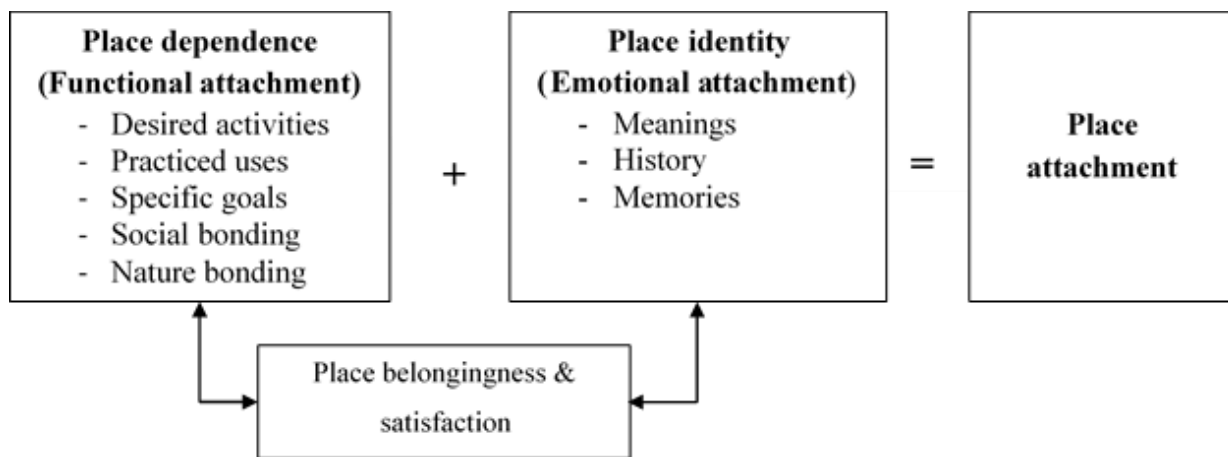 Place dependence
(Functional attachment)
- Desired activities
- Practiced uses
- Specific goals
- Social bonding
- Nature bonding
+
Place identity
(Emotional attachment)
- Meanings
- History
- Memories
=
Place
attachment
Place belongingness &
satisfaction